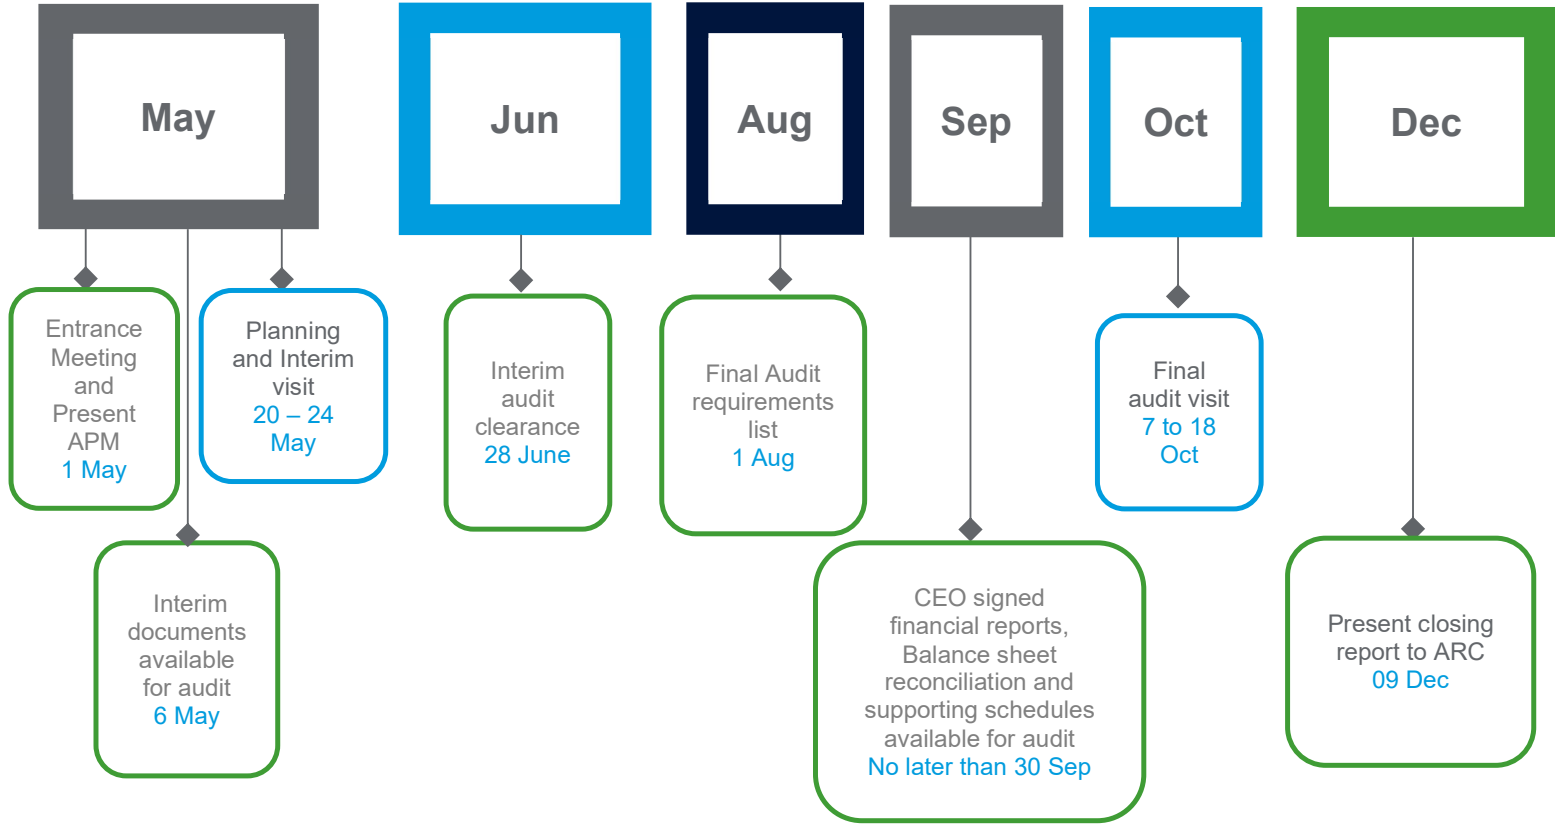 May
Jun
Aug
Sep
Oct
Dec
Entrance
Meeting
and
Present
APM
1 May
Planning
and Interim
visit
20 – 24
May
Interim
documents
available
for audit
6 May
Interim
audit
clearance
28 June
Final Audit
requirements
list
1 Aug
CEO signed
financial reports,
Balance sheet
reconciliation and
supporting schedules
available for audit
No later than 30 Sep
Final
audit visit
7 to 18
Oct
Present closing
report to ARC
09 Dec